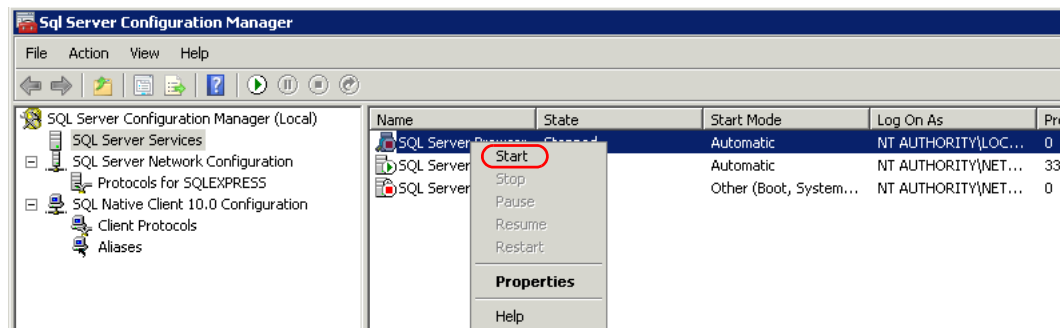 Sql Server Configuration Manager
File Action View Help
SQL Server Configuration Manager (Local)
SQL Server Services
SQL Server Network Configuration
Protocols for SQLEXPRESS
SQL Native Client 10.0 Configuration
Client Protocols
Aliases
Name State Start Mode Log On As Pr
SQL Server Browser Stopped Automatic NT AUTHORITY\LOC... 0
SQL Server Automatic NT AUTHORITY\NET... 33
SQL Server Other (Boot, System... NT AUTHORITY\NET... 0
Start
Stop
Pause
Resume
Restart
Properties
Help